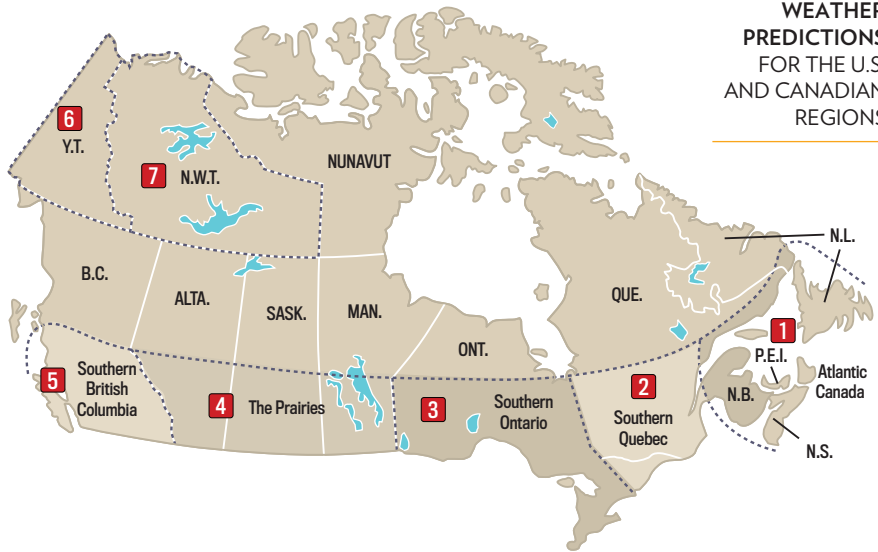 WEATHER
PREDICTIONS
FOR THE U.S.
AND CANADIAN
REGIONS
6
Y.T.
7
N.W.T.
NUNAVUT
N.L.
B.C.
ALTA.
SASK.
MAN.
ONT.
QUE.
1
P.E.I.
Atlantic
Canada
N.B.
N.S.
5
Southern
British
Columbia
4
The Prairies
3
Southern
Ontario
2
Southern
Quebec